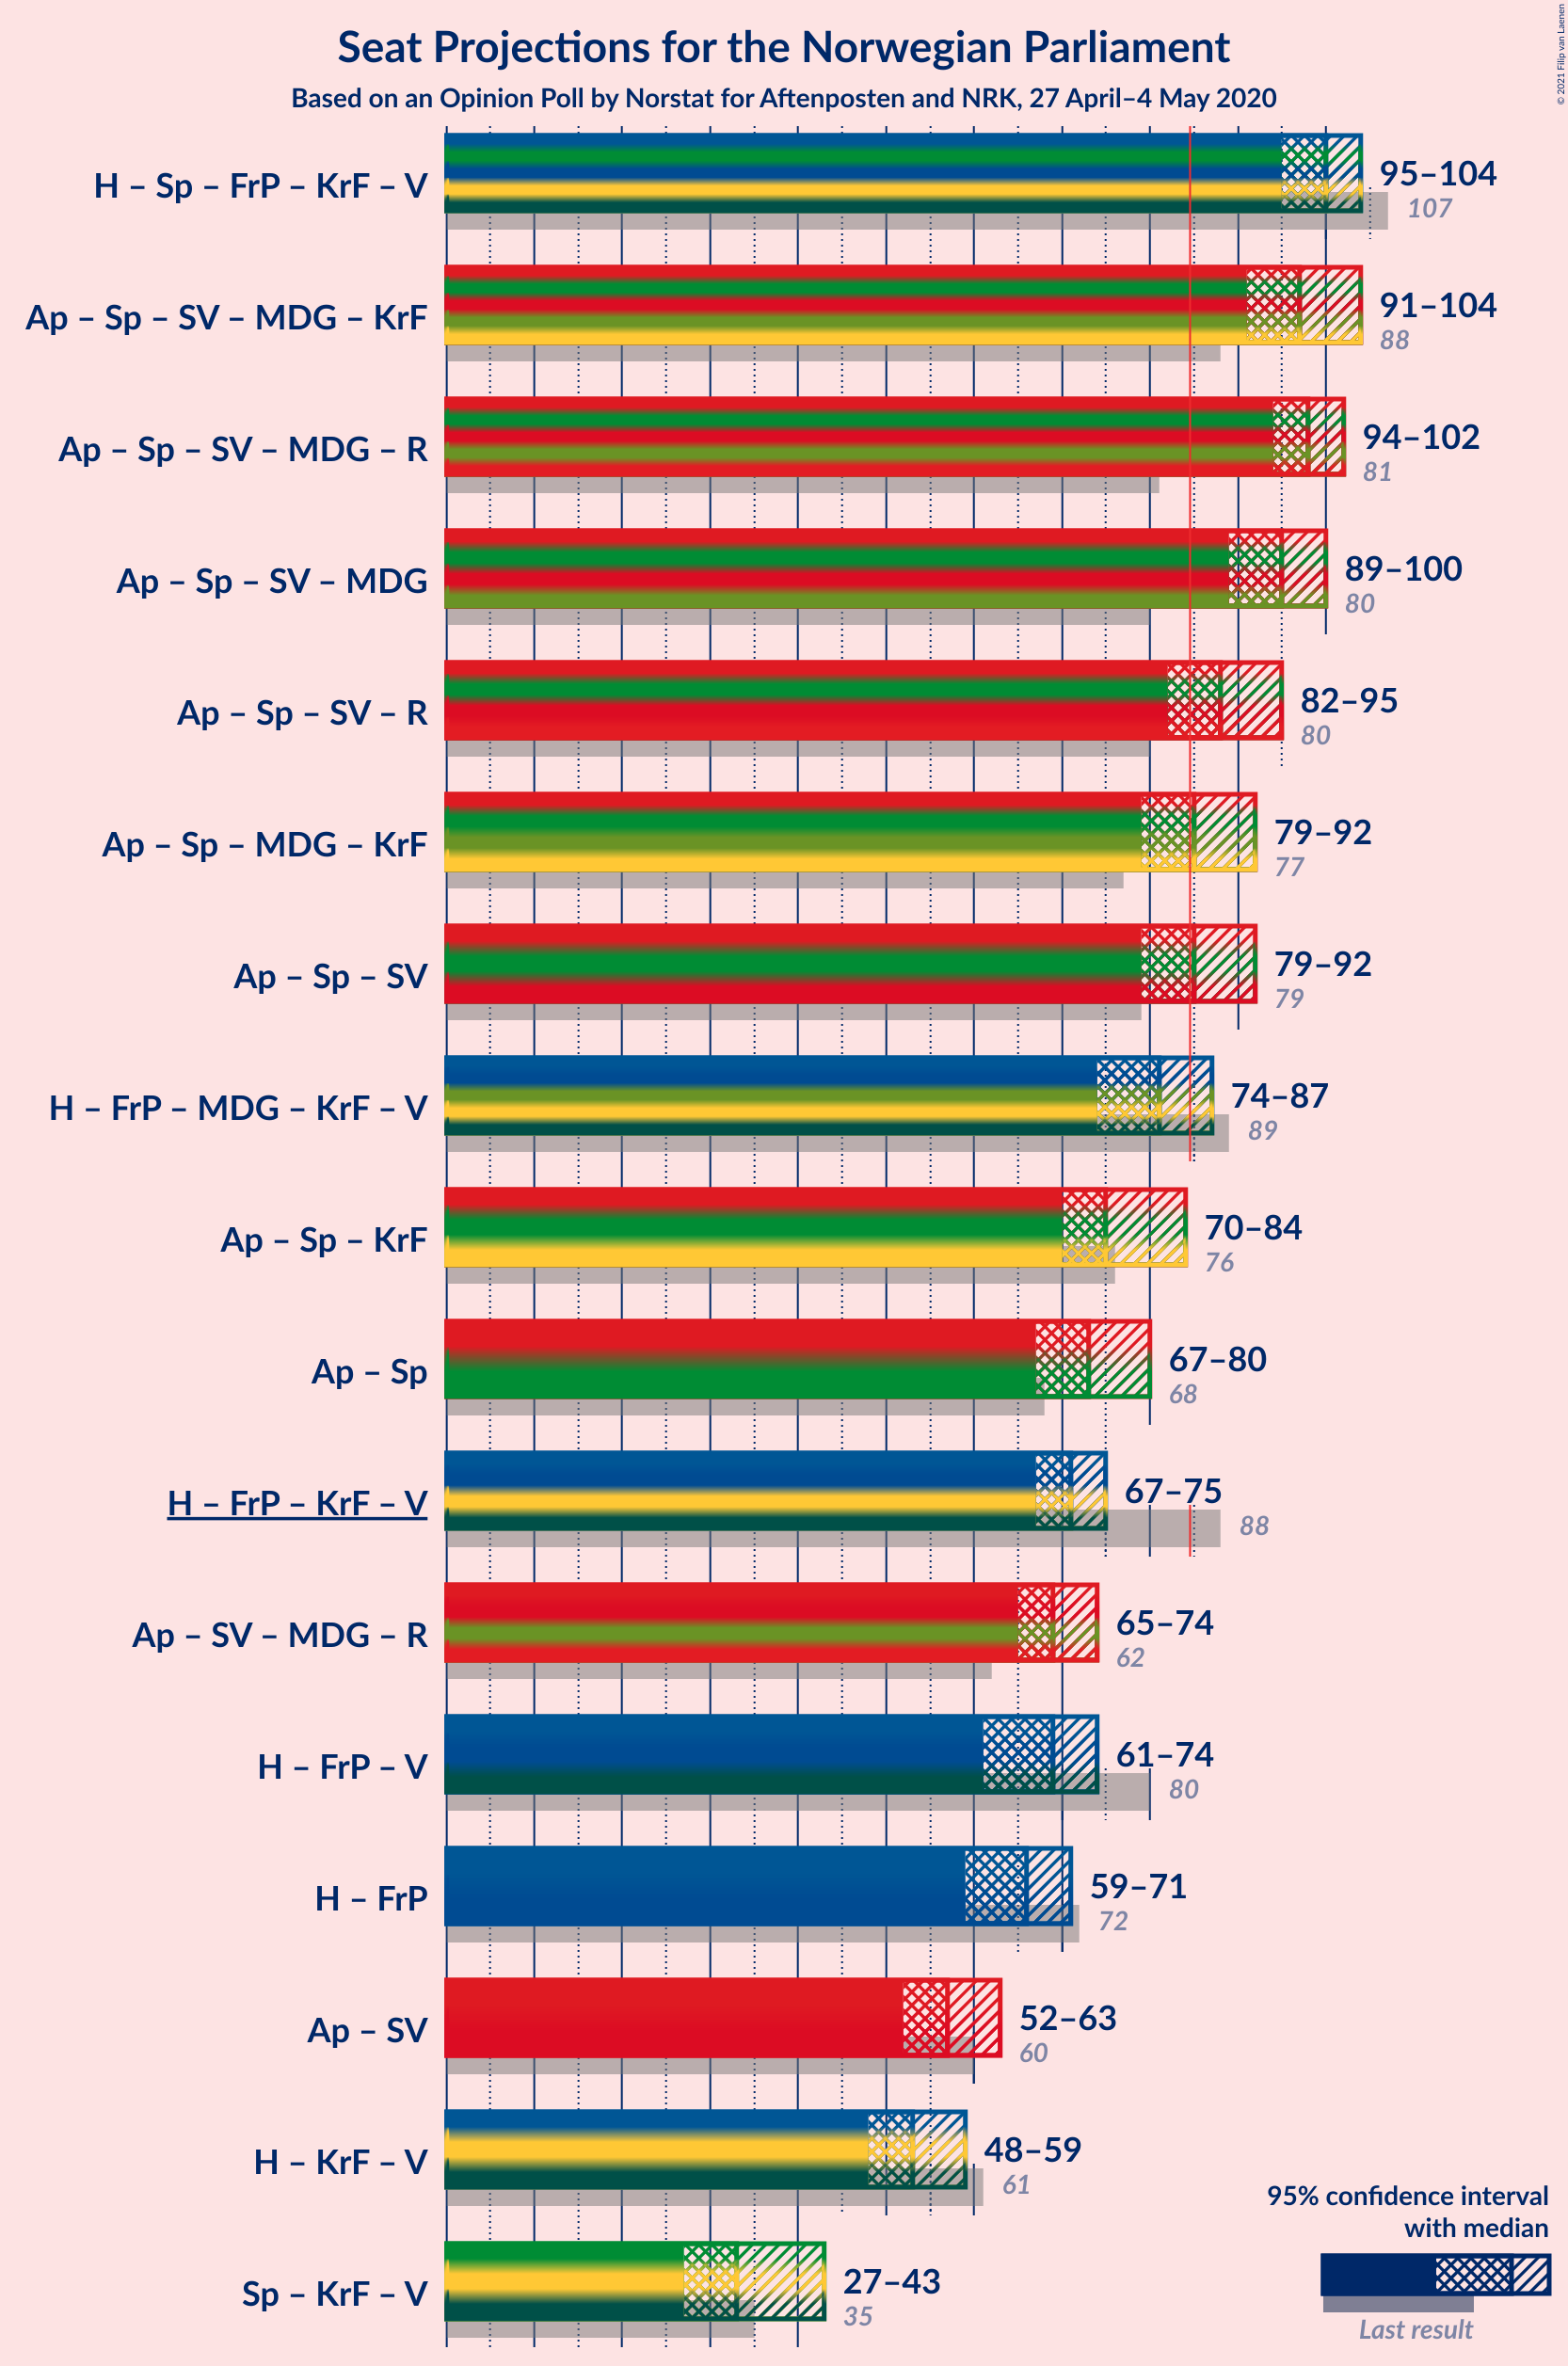 Seat Projections for the Norwegian Parliament
Based on an Opinion Poll by Norstat for Aftenposten and NRK, 27 April–4 May 2020
© 2021 Filip van Laenen
H – Sp – FrP – KrF – V
95–104
107
Ap – Sp – SV – MDG – KrF
91–104
88
Ap – Sp – SV – MDG – R
94–102
81
Ap – Sp – SV – MDG
89–100
80
Ap – Sp – SV – R
82–95
80
Ap – Sp – MDG – KrF
79–92
77
Ap – Sp – SV
79–92
79
H – FrP – MDG – KrF – V
74–87
89
Ap – Sp – KrF
70–84
76
Ap – Sp
67–80
68
H – FrP – KrF – V
67–75
88
Ap – SV – MDG – R
65–74
62
H – FrP – V
61–74
80
H – FrP
59–71
72
Ap – SV
52–63
60
H – KrF – V
48–59
61
Sp – KrF – V
27–43
35
95% confidence interval
with median
Last result